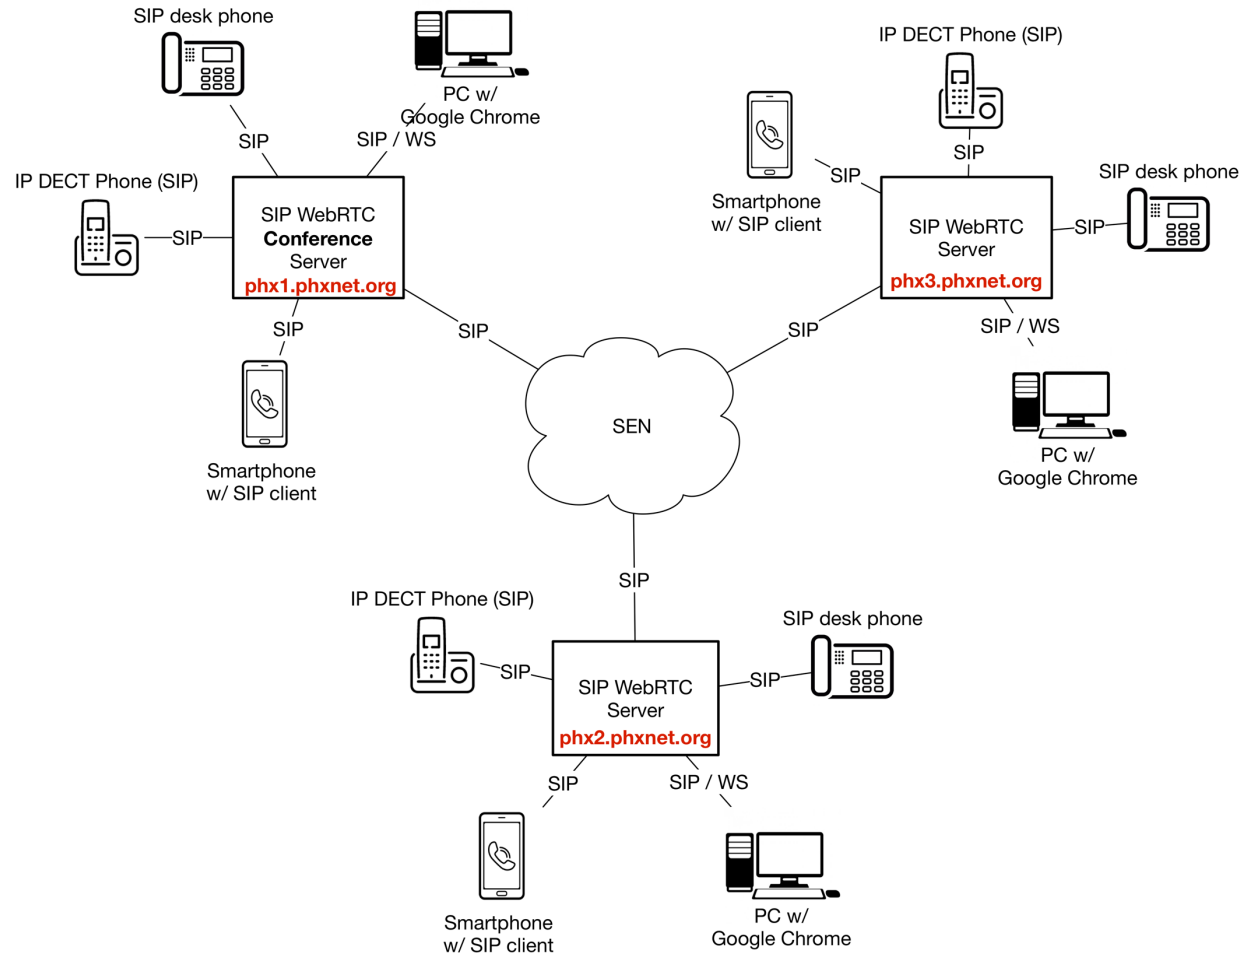 SIP desk phone
PC w/
Google Chrome
SIP
SIP / WS
IP DECT Phone (SIP)
SIP
SIP WebRTC
Conference
Server
phx1.phxnet.org
SIP
Smartphone
w/ SIP client
SIP
IP DECT Phone (SIP)
SIP
Smartphone
w/ SIP client
SIP
SIP desk phone
SIP
SIP WebRTC
Server
phx3.phxnet.org
SIP / WS
PC w/
Google Chrome
SIP
SEN
SIP
IP DECT Phone (SIP)
SIP
SIP desk phone
SIP
SIP WebRTC
Server
phx2.phxnet.org
SIP
SIP / WS
Smartphone
w/ SIP client
PC w/
Google Chrome